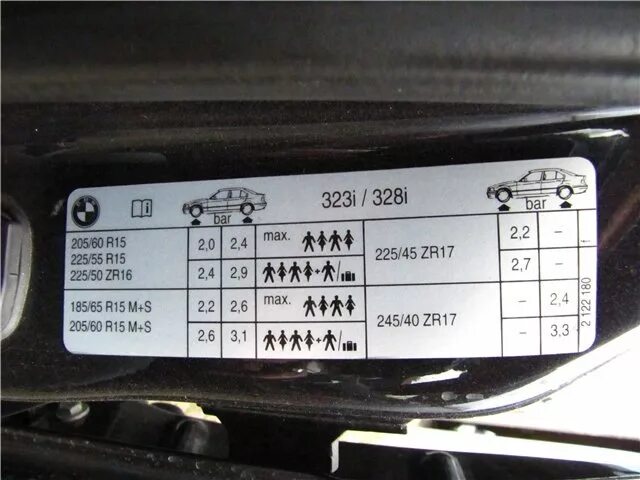 323i / 328i
bar
bar
205/60 R15
225/55 R15
225/50 ZR16
2,0 2,4 max.
2,4 2,9 + /
185/65 R15 M+S
205/60 R15 M+S
2,2 2,6 max.
2,6 3,1 + /
225/45 ZR17
2,2 –
2,7 –
245/40 ZR17
– 2,4
– 3,3
2 122 180